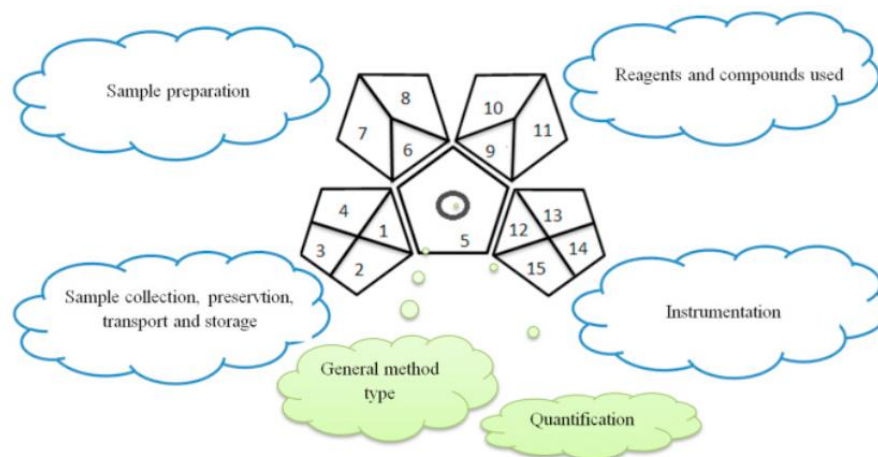 Sample preparation
Reagents and compounds used
8
10
7
11
6
9
4
1
13
12
3
5
14
2
15
Sample collection, preservtion,
transport and storage
Instrumentation
General method
type
Quantification